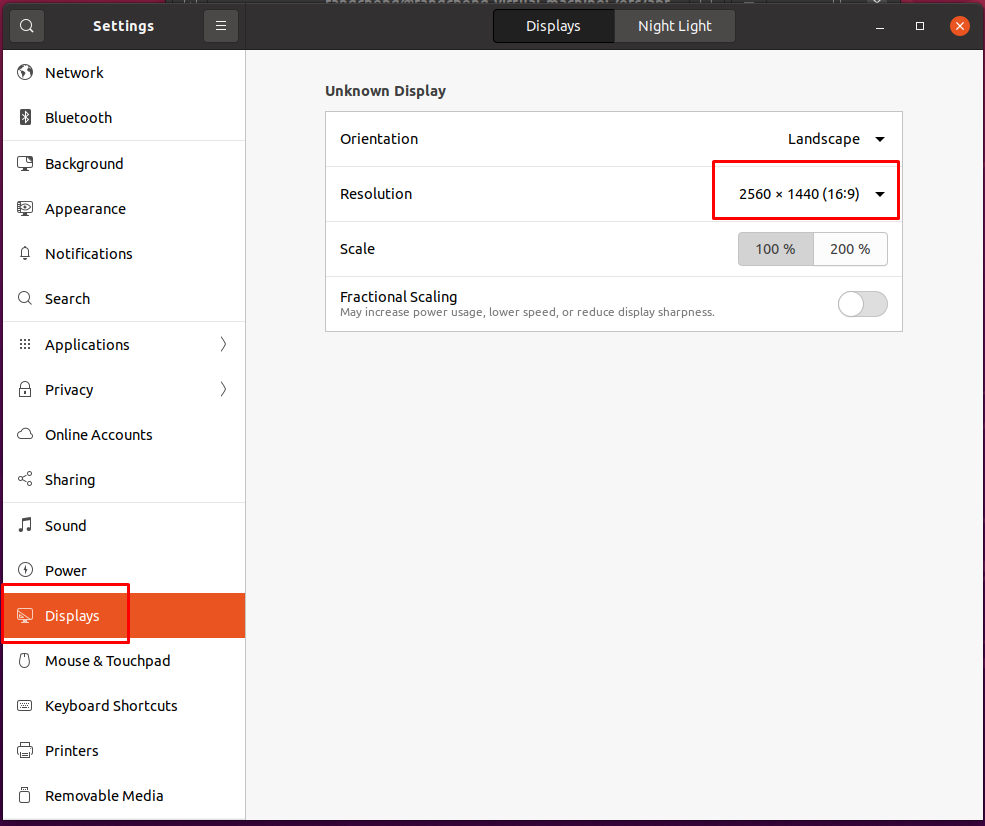 Settings
Displays
Night Light
Network
Bluetooth
Background
Appearance
Notifications
Search
Applications
Privacy
Online Accounts
Sharing
Sound
Power
Displays
Mouse & Touchpad
Keyboard Shortcuts
Printers
Removable Media
Unknown Display
Orientation
Landscape
Resolution
2560 × 1440 (16:9)
Scale
100 %
200 %
Fractional Scaling
May increase power usage, lower speed, or reduce display sharpness.